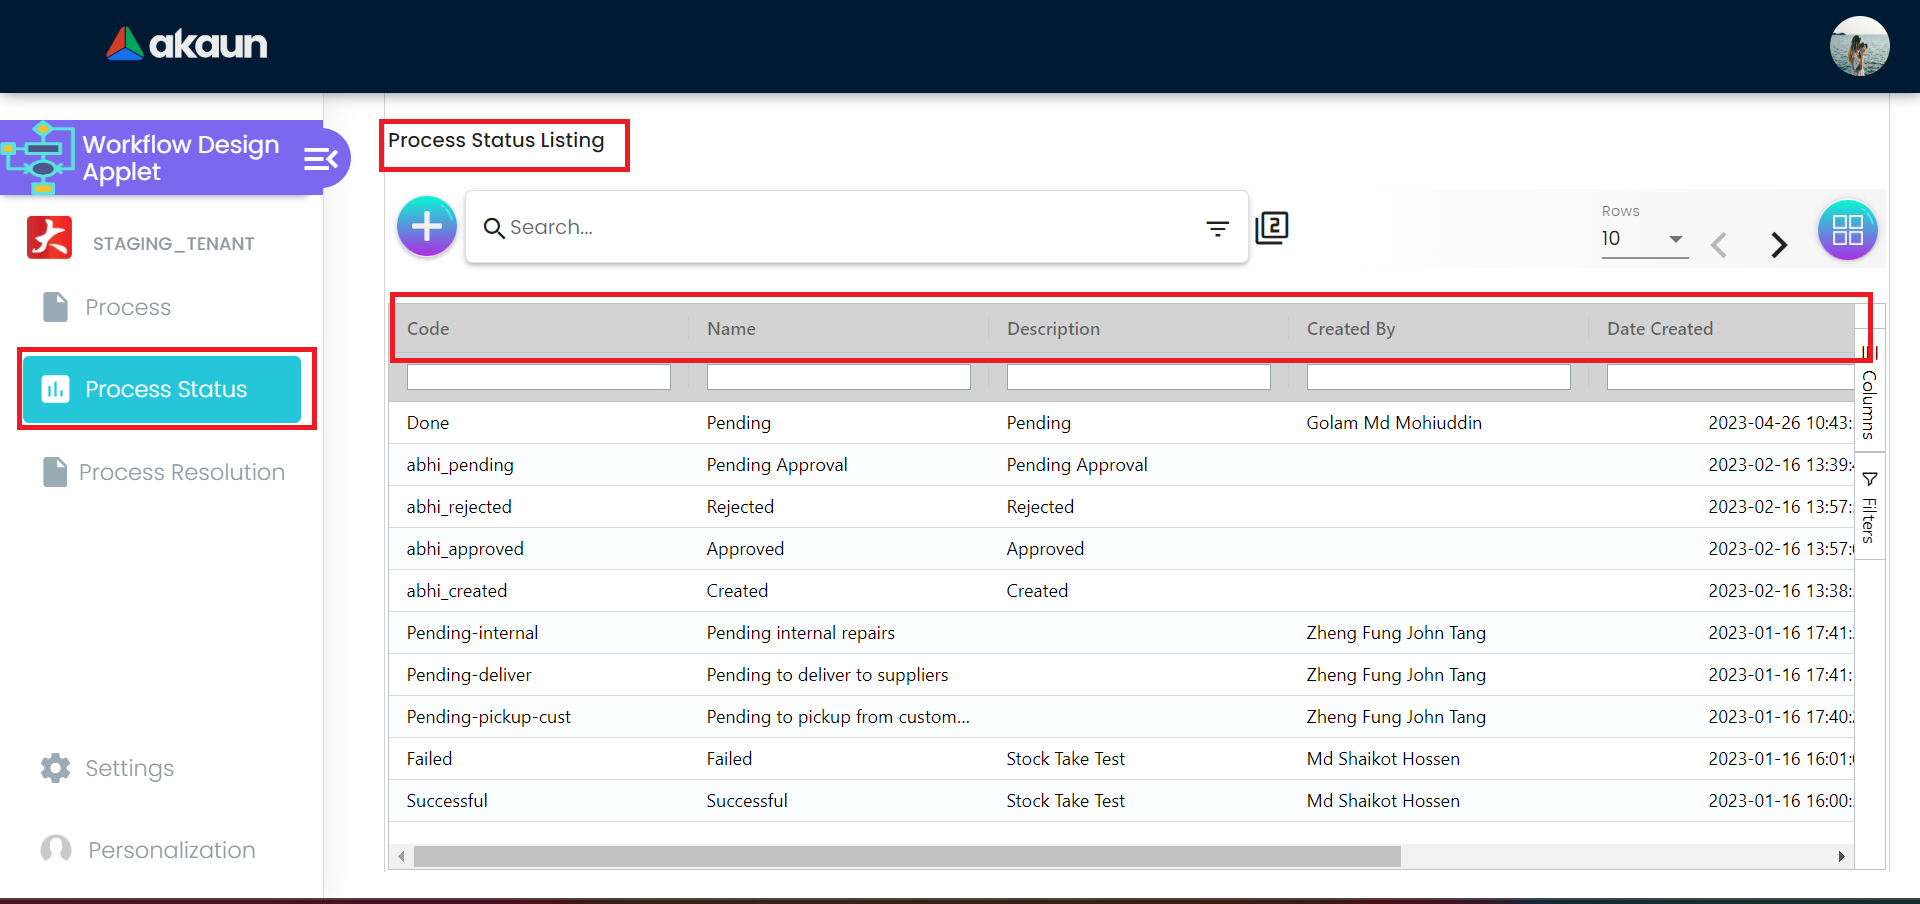 akaun
Workflow Design
Applet
STAGING_TENANT
Process
Process Status
Process Resolution
Settings
Personalization
Process Status Listing
Search...
2
Rows
10
Code Name Description Created By Date Created
Done Pending Pending Golam Md Mohiuddin 2023-04-26 10:43:
abhi_pending Pending Approval Pending Approval 2023-02-16 13:39:
abhi_rejected Rejected Rejected 2023-02-16 13:57:
abhi_approved Approved Approved 2023-02-16 13:57:
abhi_created Created Created 2023-02-16 13:38:
Pending-internal Pending internal repairs Zheng Fung John Tang 2023-01-16 17:41:
Pending-deliver Pending to deliver to suppliers Zheng Fung John Tang 2023-01-16 17:41:
Pending-pickup-cust Pending to pickup from custom... Zheng Fung John Tang 2023-01-16 17:40:
Failed Failed Stock Take Test Md Shaikot Hossen 2023-01-16 16:01:
Successful Successful Stock Take Test Md Shaikot Hossen 2023-01-16 16:00:
Columns
Filters